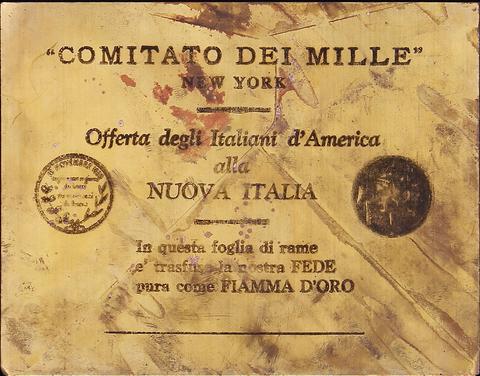 "COMITATO DEI MILLE"
NEW YORK
Offerta degli Italiani d'America
alla
NUOVA ITALIA
In questa foglia di rame
c'e' trasfusa la nostra FEDE
pura come FIAMMA D'ORO